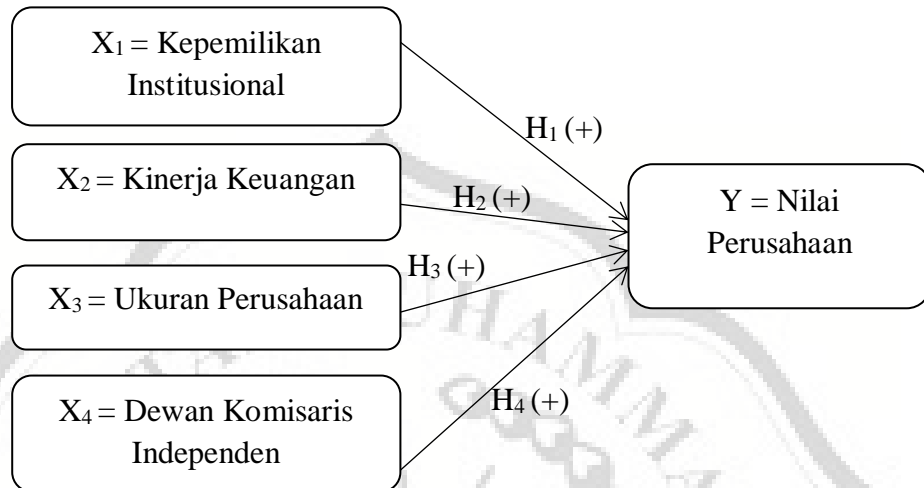 X₁ = Kepemilikan
Institusional
H₁ (+)
X₂ = Kinerja Keuangan
H₂ (+)
Y = Nilai
Perusahaan
H₃ (+)
X₃ = Ukuran Perusahaan
H₄ (+)
X₄ = Dewan Komisaris
Independen
UHAMMA